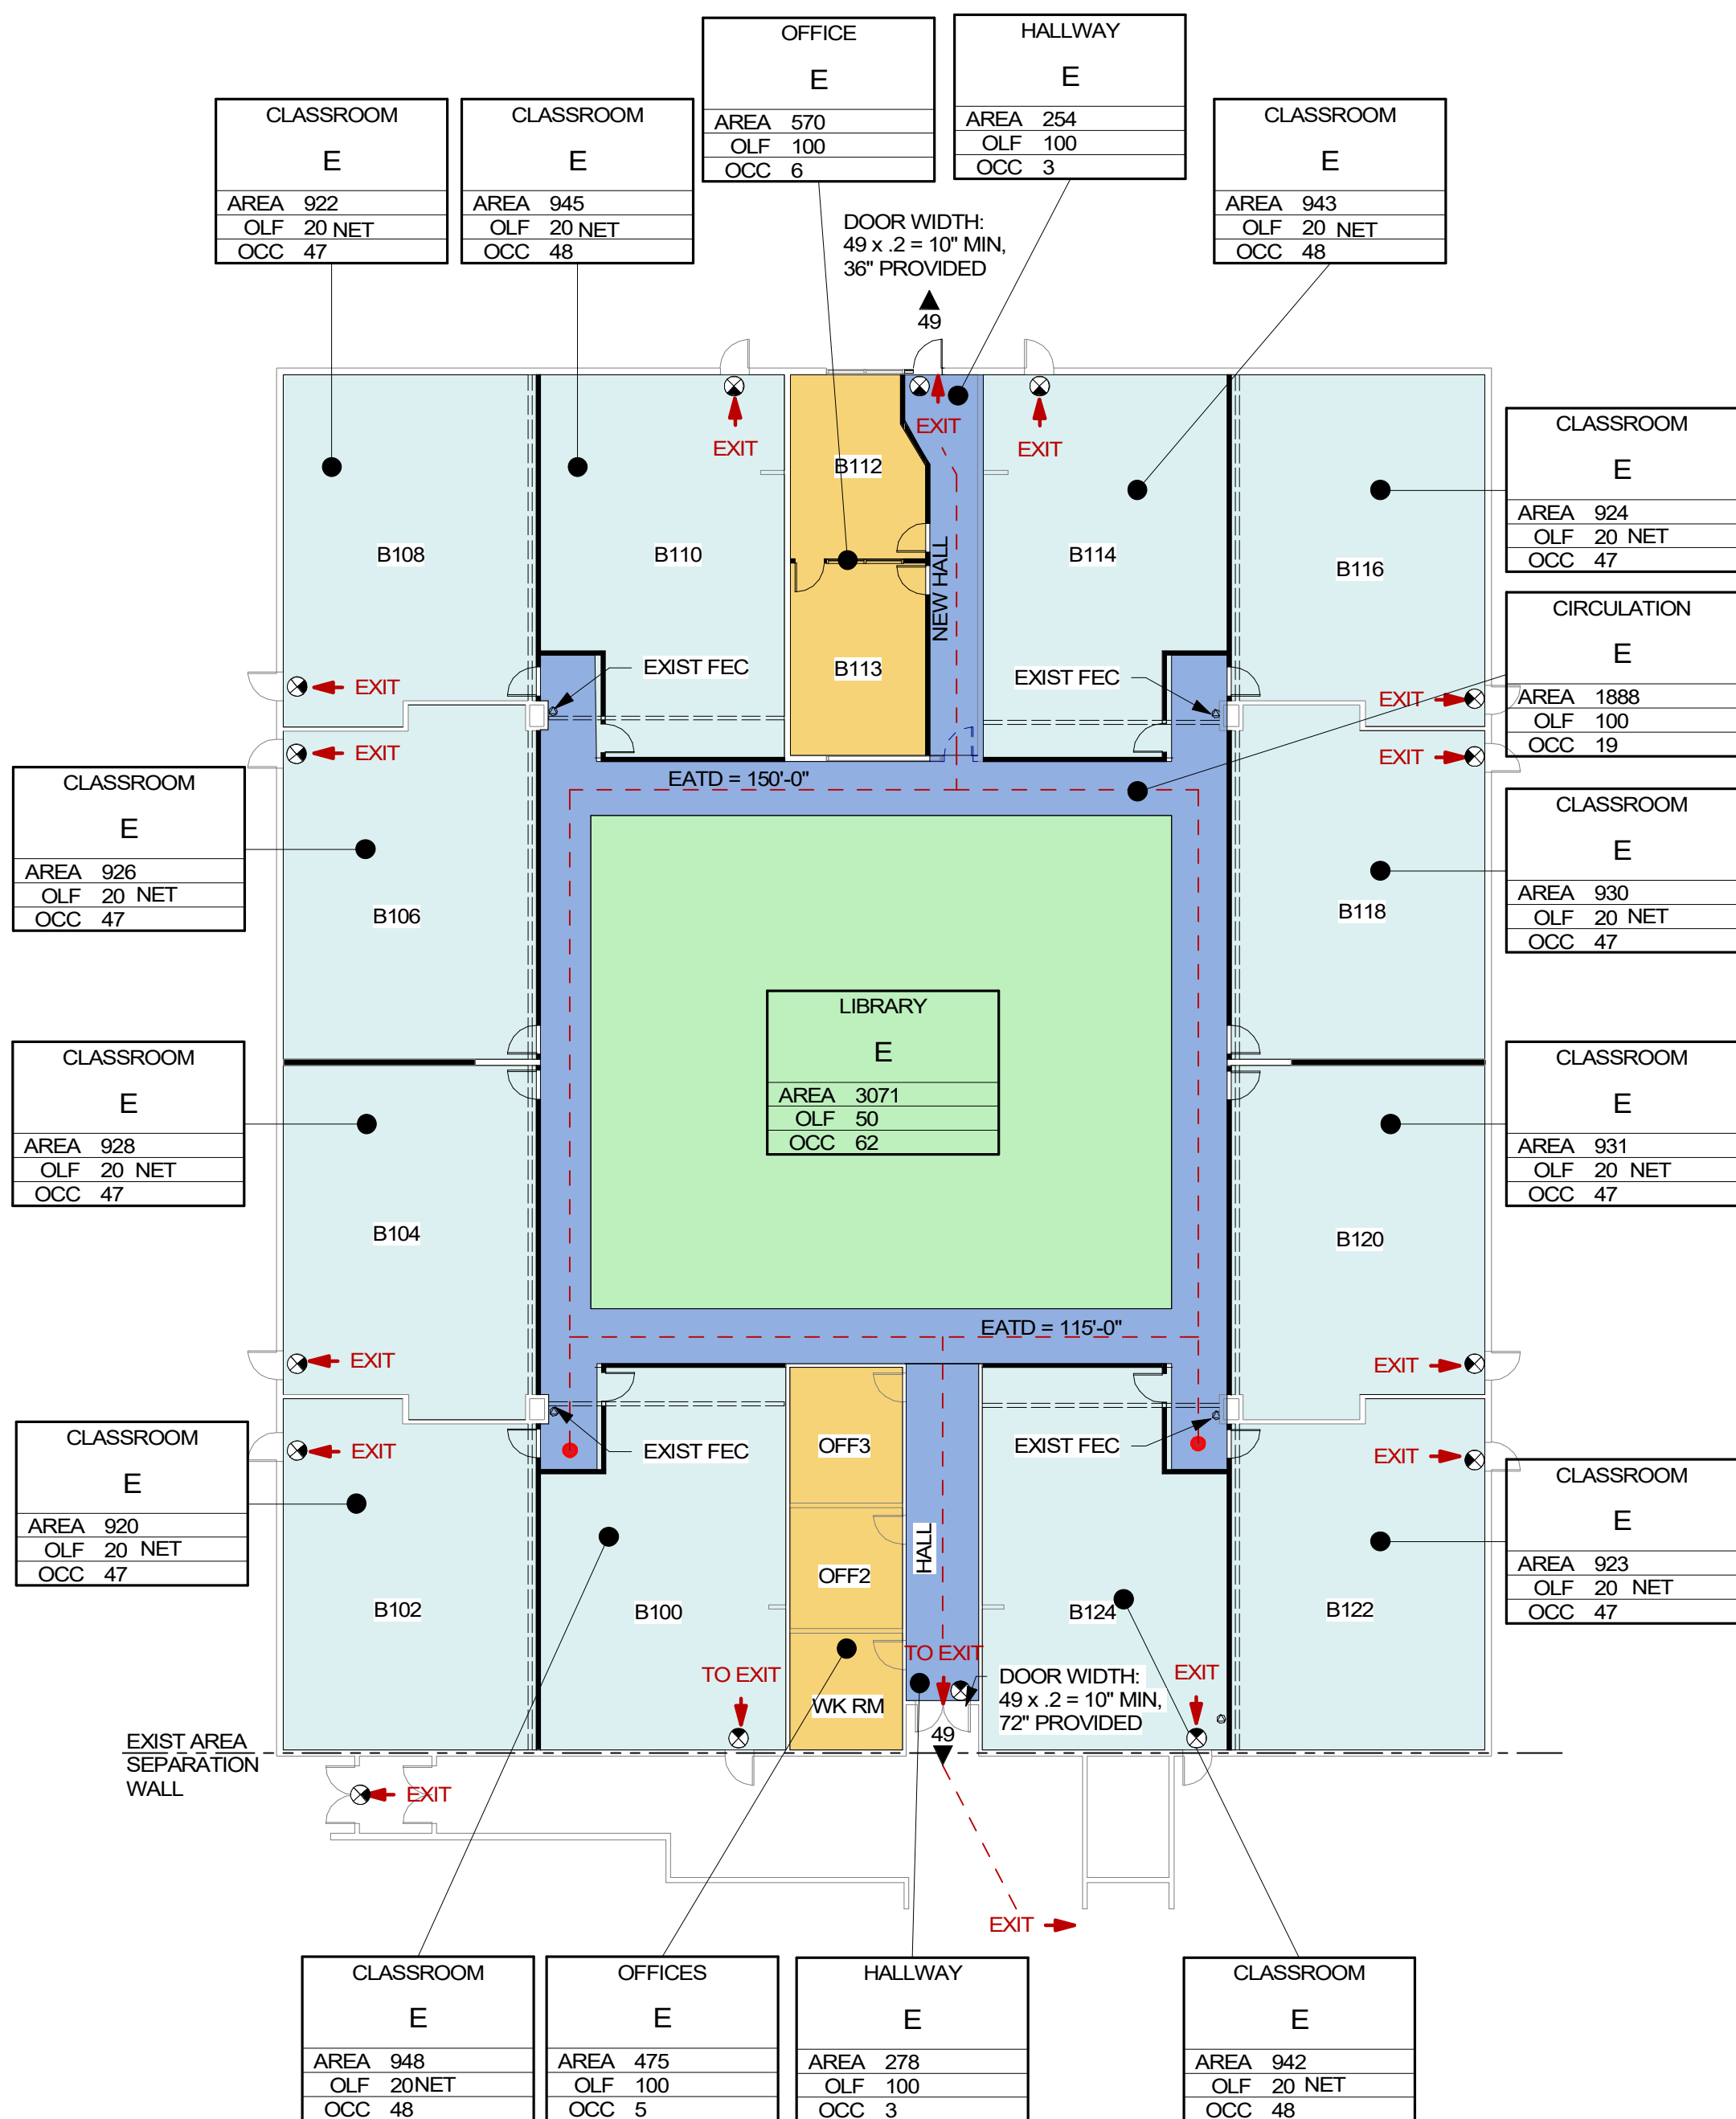 OFFICE
E
AREA 570
OLF 100
OCC 6
HALLWAY
E
AREA 254
OLF 100
OCC 3
CLASSROOM
E
AREA 922
OLF 20 NET
OCC 47
CLASSROOM
E
AREA 945
OLF 20 NET
OCC 48
CLASSROOM
E
AREA 943
OLF 20 NET
OCC 48
DOOR WIDTH:
49 x .2 = 10" MIN,
36" PROVIDED
49
EXIT
EXIT
EXIT
B112
B108
B110
NEW HALL
B114
B116
CLASSROOM
E
AREA 924
OLF 20 NET
OCC 47
CIRCULATION
E
AREA 1888
OLF 100
OCC 19
EXIST FEC
B113
EXIST FEC
EXIT
EXIT
EXIT
EXIT
EATD = 150'-0"
CLASSROOM
E
AREA 926
OLF 20 NET
OCC 47
B106
B118
CLASSROOM
E
AREA 930
OLF 20 NET
OCC 47
LIBRARY
E
AREA 3071
OLF 50
OCC 62
CLASSROOM
E
AREA 928
OLF 20 NET
OCC 47
CLASSROOM
E
AREA 931
OLF 20 NET
OCC 47
B104
B120
EATD = 115'-0"
EXIT
EXIT
CLASSROOM
E
AREA 920
OLF 20 NET
OCC 47
EXIT
EXIST FEC
OFF3
EXIST FEC
EXIT
CLASSROOM
E
AREA 923
OLF 20 NET
OCC 47
HALL
OFF2
B102
B100
B124
B122
TO EXIT
TO EXIT
EXIT
DOOR WIDTH:
49 x .2 = 10" MIN,
72" PROVIDED
WK RM
49
EXIST AREA
SEPARATION
WALL
EXIT
EXIT
CLASSROOM
E
AREA 948
OLF 20 NET
OCC 48
OFFICES
E
AREA 475
OLF 100
OCC 5
HALLWAY
E
AREA 278
OLF 100
OCC 3
CLASSROOM
E
AREA 942
OLF 20 NET
OCC 48